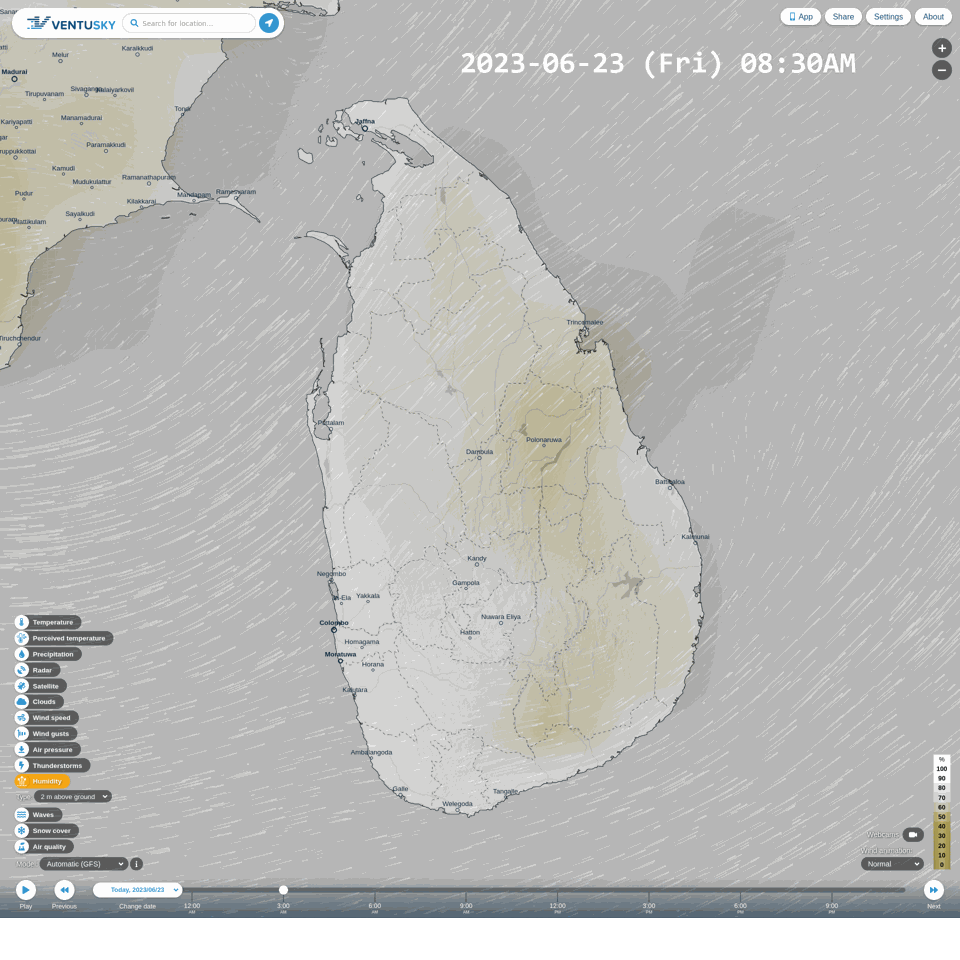 VENTUSKY
Search for location...
App
Share
Settings
About
2023-06-23 (Fri) 08:30AM
Karaikkudi
Melur
Madurai
Sivaganga
Tirupuvanam
Tondi
Manamadurai
Kariyapatti
Paramakkudi
Kamudi
Mudukulattur
Ramanathapuram
Pudur
Mandapam
Rameswaram
Kilakkarai
Sayalkudi
Vilattikulam
Tiruchchendur
Jaffna
Trincomalee
Puttalam
Polonaruwa
Dambula
Batticaloa
Kalmunai
Kandy
Negombo
Gampola
Ja-Ela
Yakkala
Nuwara Eliya
Colombo
Hatton
Homagama
Moratuwa
Horana
Kalutara
Ambalangoda
Galle
Tangalle
Welegoda
Temperature
Perceived temperature
Precipitation
Radar
Satellite
Clouds
Wind speed
Wind gusts
Air pressure
Thunderstorms
Humidity
Type: 2 m above ground
Waves
Snow cover
Air quality
Model: Automatic (GFS)
%
100
90
80
70
60
50
40
30
20
10
0
Webcams
Wind animation:
Normal
Play
Previous
Today, 2023/06/23
Change date
12:00 AM
3:00 AM
6:00 AM
9:00 AM
12:00 PM
3:00 PM
6:00 PM
9:00 PM
Next